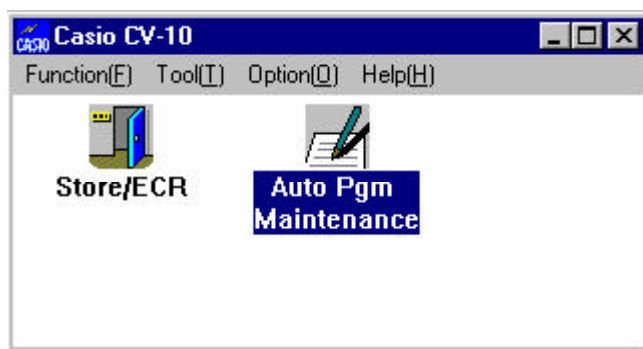 CASIO Casio CV-10
Function(F) Tool(T) Option(O) Help(H)
Store/ECR
Auto Pgm
Maintenance